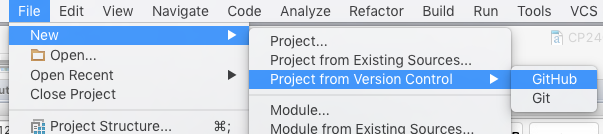 File Edit View Navigate Code Analyze Refactor Build Run Tools VCS
New
Open...
Open Recent
Close Project
Project Structure... ⌘;
Project...
Project from Existing Sources...
Project from Version Control
Module...
Module from Existing Sources...
GitHub
Git
CP24